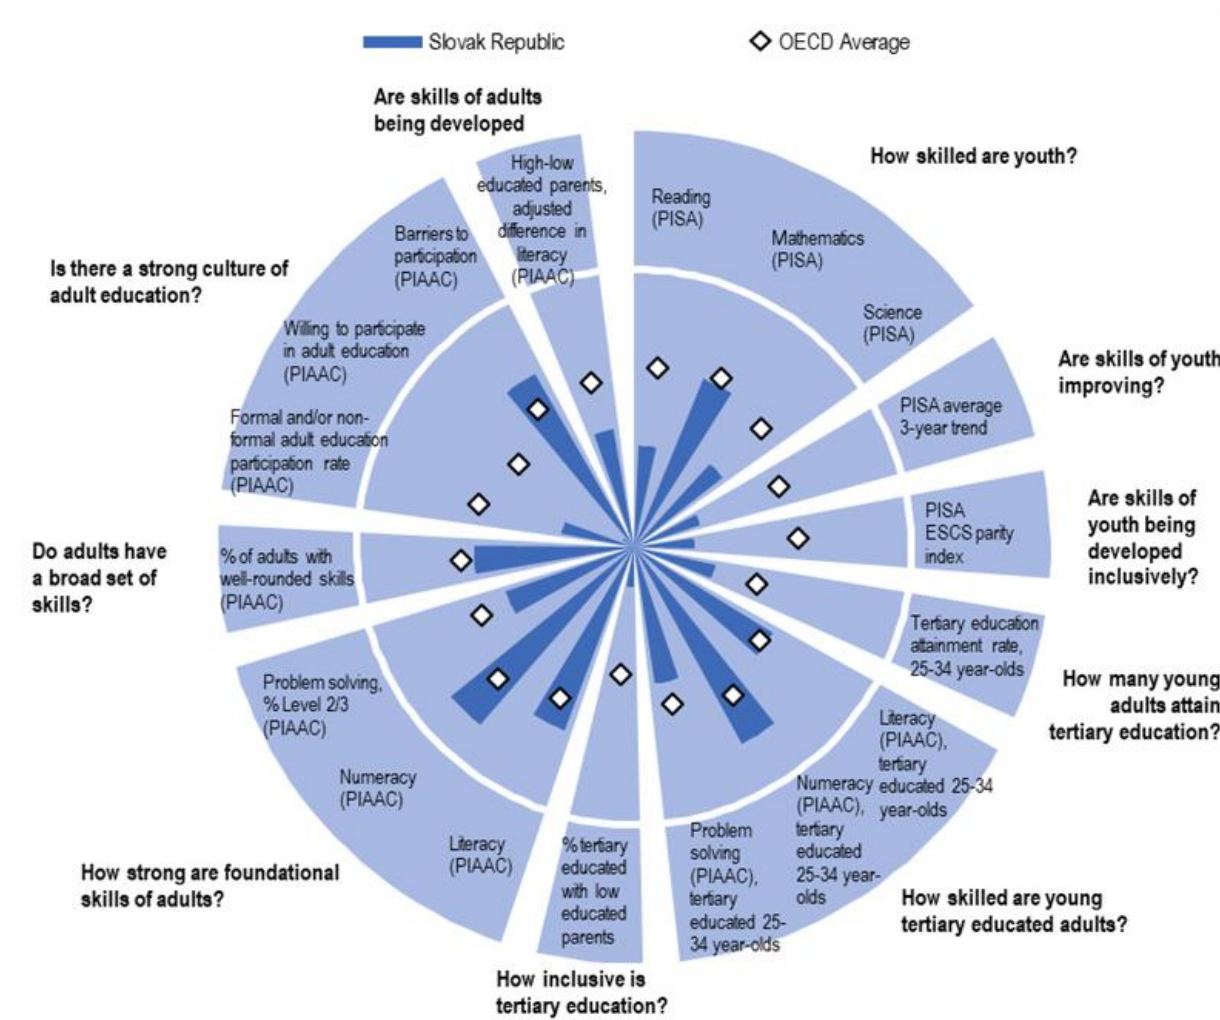 Slovak Republic
OECD Average
Are skills of adults
being developed
How skilled are youth?
High-low
educated parents,
adjusted
difference in
literacy
(PIAAC)
Reading
(PISA)
Mathematics
(PISA)
Science
(PISA)
Barriers to
participation
(PIAAC)
Is there a strong culture of
adult education?
Willing to participate
in adult education
(PIAAC)
Formal and/or non-
formal adult education
participation rate
(PIAAC)
Are skills of youth
improving?
PISA average
3-year trend
Are skills of
youth being
developed
inclusively?
PISA
ESCS parity
index
Do adults have
a broad set of
skills?
% of adults with
well-rounded skills
(PIAAC)
Tertiary education
attainment rate,
25-34 year-olds
How many young
adults attain
tertiary education?
Problem solving,
% Level 2/3
(PIAAC)
Numeracy
(PIAAC)
Literacy
(PIAAC)
How strong are foundational
skills of adults?
% tertiary
educated
with low
educated
parents
How inclusive is
tertiary education?
Problem
solving
(PIAAC),
tertiary
educated 25-
34 year-olds
Numeracy
(PIAAC),
tertiary
educated
25-34 year-
olds
Literacy
(PIAAC),
tertiary
educated 25-34
year-olds
How skilled are young
tertiary educated adults?